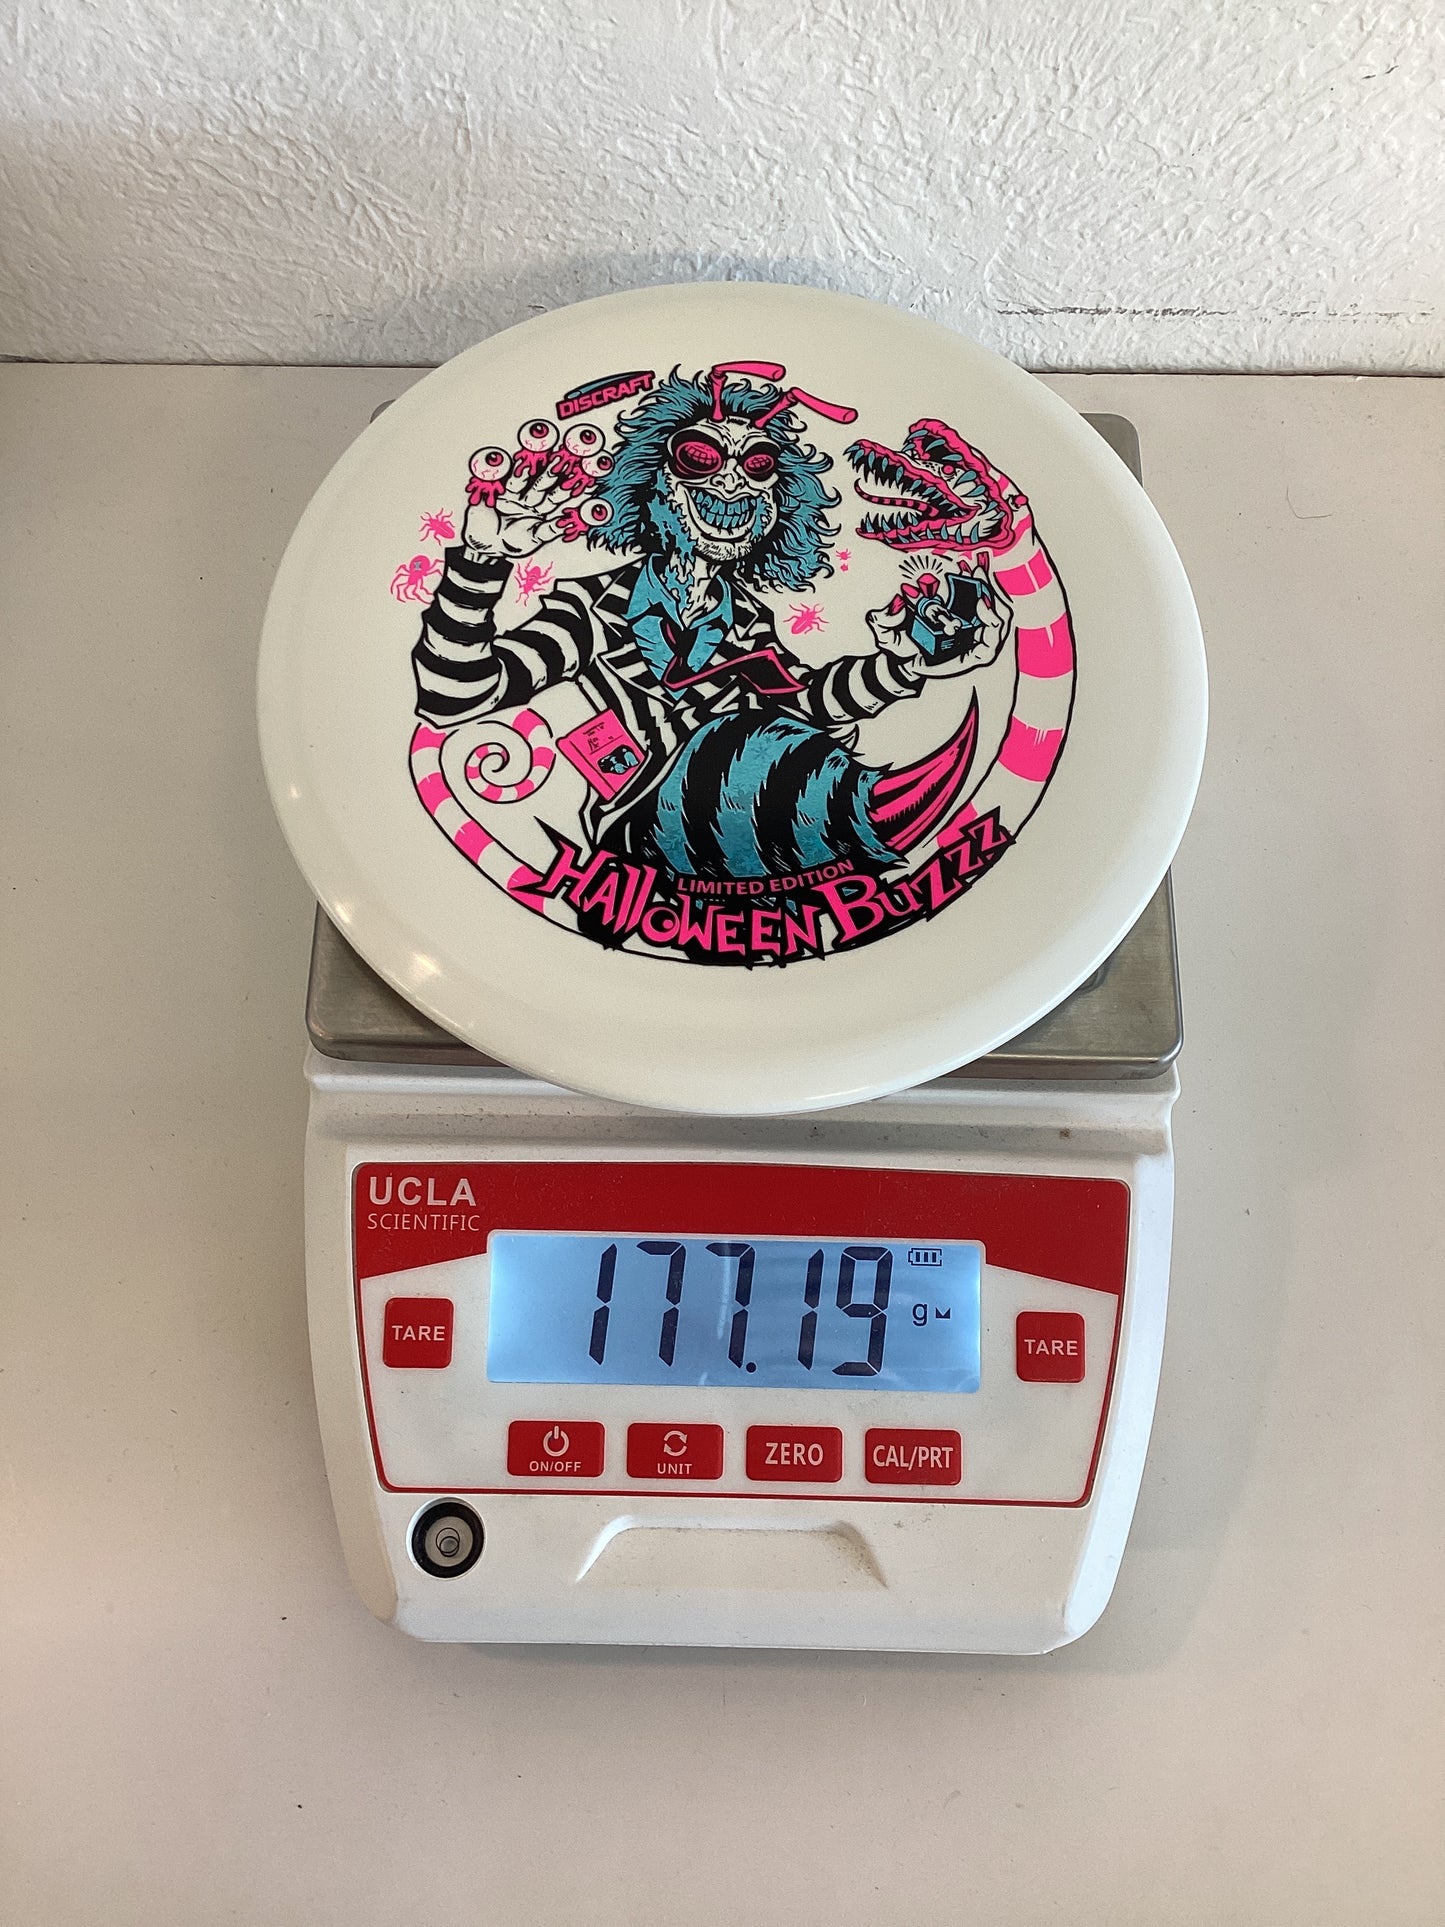 DISCRAFT
LIMITED EDITION
HALLOWEEN BUZZZ
UCLA
SCIENTIFIC
177.19
g
TARE
TARE
ON/OFF
UNIT
ZERO
CAL/PRT